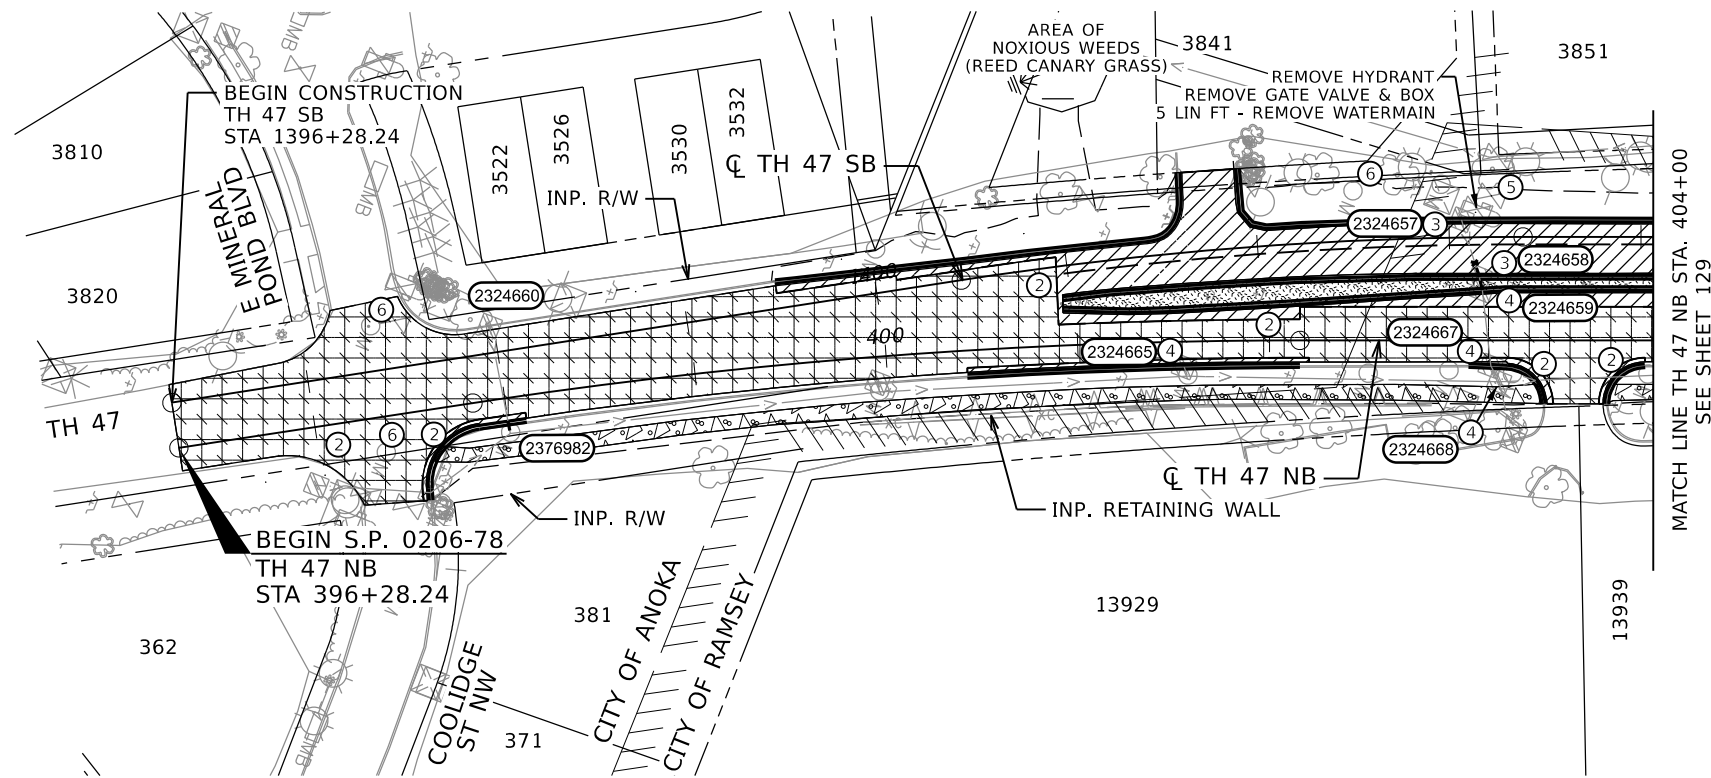 AREA OF
NOXIOUS WEEDS
(REED CANARY GRASS)
3841
3851
REMOVE HYDRANT
REMOVE GATE VALVE & BOX
5 LIN FT - REMOVE WATERMAIN
BEGIN CONSTRUCTION
TH 47 SB
STA 1396+28.24
3810
3522
3526
3530
3532
℄ TH 47 SB
INP. R/W
E MINERAL
POND BLVD
3820
6
5
2324657
3
3
2324658
2324660
6
400
2
4
2324659
400
2
2324667
2324665
4
4
2
2
MATCH LINE TH 47 NB STA. 404+00
SEE SHEET 129
TH 47
2
6
2
2376982
4
2324668
℄ TH 47 NB
INP. R/W
INP. RETAINING WALL
BEGIN S.P. 0206-78
TH 47 NB
STA 396+28.24
381
13929
13939
362
CITY OF ANOKA
CITY OF RAMSEY
COOLIDGE
ST NW
371